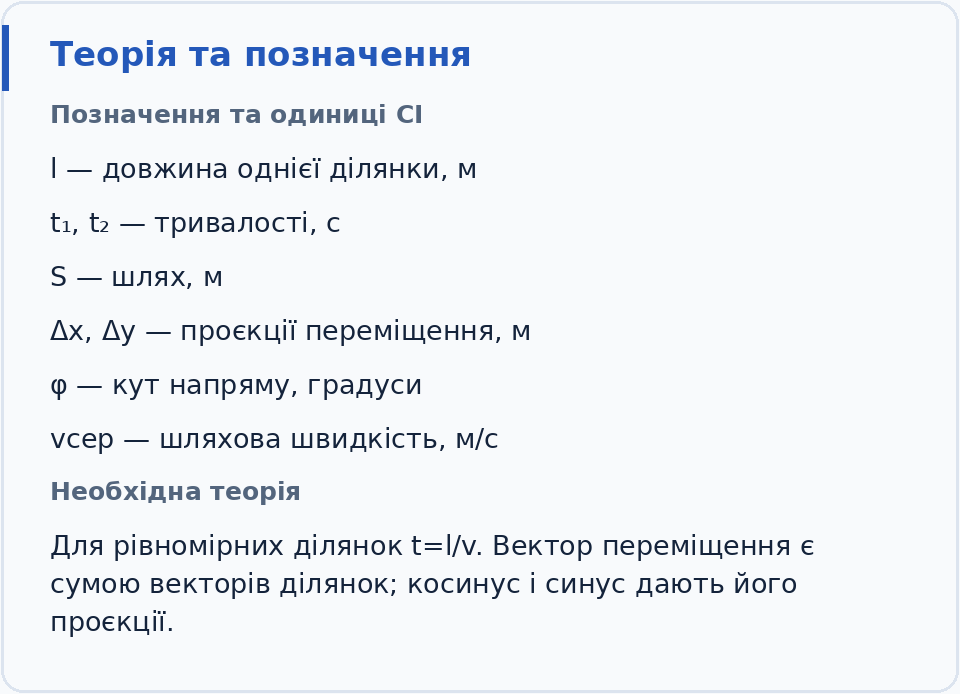 Теорія та позначення
Позначення та одиниці СІ
l — довжина однієї ділянки, м
t₁, t₂ — тривалості, с
S — шлях, м
Δx, Δy — проєкції переміщення, м
φ — кут напряму, градуси
vсер — шляхова швидкість, м/с
Необхідна теорія
Для рівномірних ділянок t=l/v. Вектор переміщення є
сумою векторів ділянок; косинус і синус дають його
проєкції.